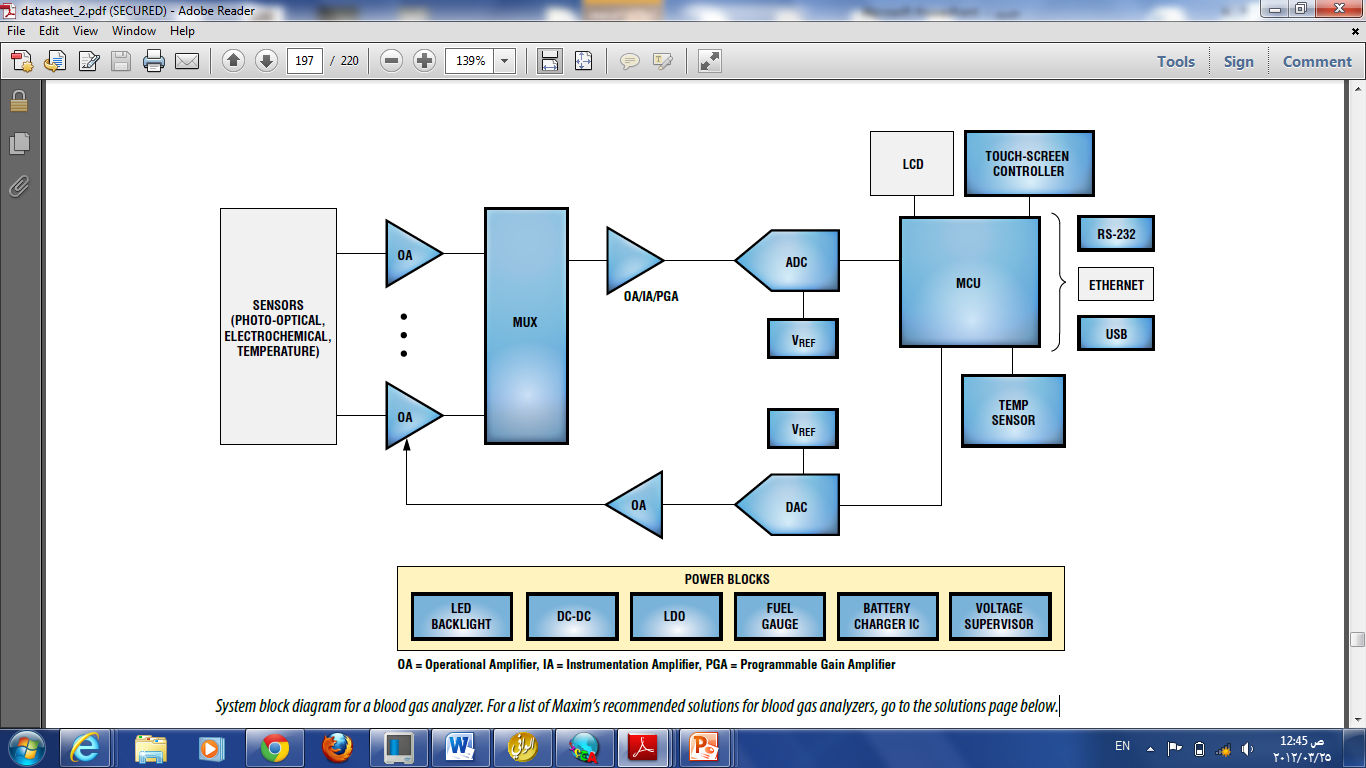 datasheet_2.pdf (SECURED) - Adobe Reader
File Edit View Window Help
197 / 220 139% Tools Sign Comment
LCD
TOUCH-SCREEN
CONTROLLER
SENSORS
(PHOTO-OPTICAL,
ELECTROCHEMICAL,
TEMPERATURE)
OA
OA
MUX
OA/IA/PGA
ADC
VREF
MCU
RS-232
ETHERNET
USB
TEMP
SENSOR
VREF
DAC
OA
POWER BLOCKS
LED
BACKLIGHT
DC-DC
LDO
FUEL
GAUGE
BATTERY
CHARGER IC
VOLTAGE
SUPERVISOR
OA = Operational Amplifier, IA = Instrumentation Amplifier, PGA = Programmable Gain Amplifier
System block diagram for a blood gas analyzer. For a list of Maxim's recommended solutions for blood gas analyzers, go to the solutions page below.
EN
12:45 ص
٢٠١٢/٠٣/٢٥